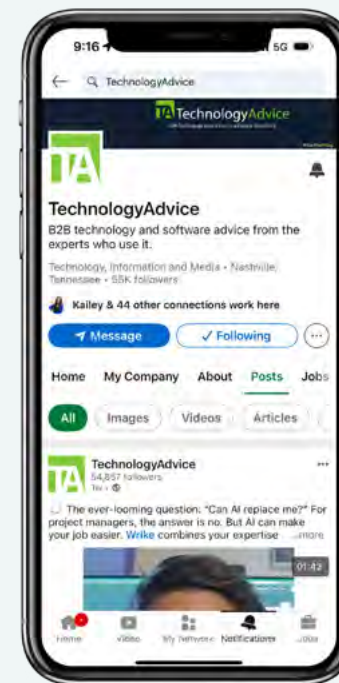 9:16
5G
TechnologyAdvice
TA TechnologyAdvice
TA
TechnologyAdvice
B2B technology and software advice from the
experts who use it.
Technology, Information and Media • Nashville,
Tennessee • 55K followers
Kailey & 44 other connections work here
Message
Following
Home My Company About Posts Jobs
All Images Videos Articles
TA
TechnologyAdvice
54,857 followers
1w
The ever-looming question: "Can AI replace me?" For
project managers, the answer is no. But AI can make
your job easier. Wrike combines your expertise ...more
01:42
Home Video My Network Notifications Jobs